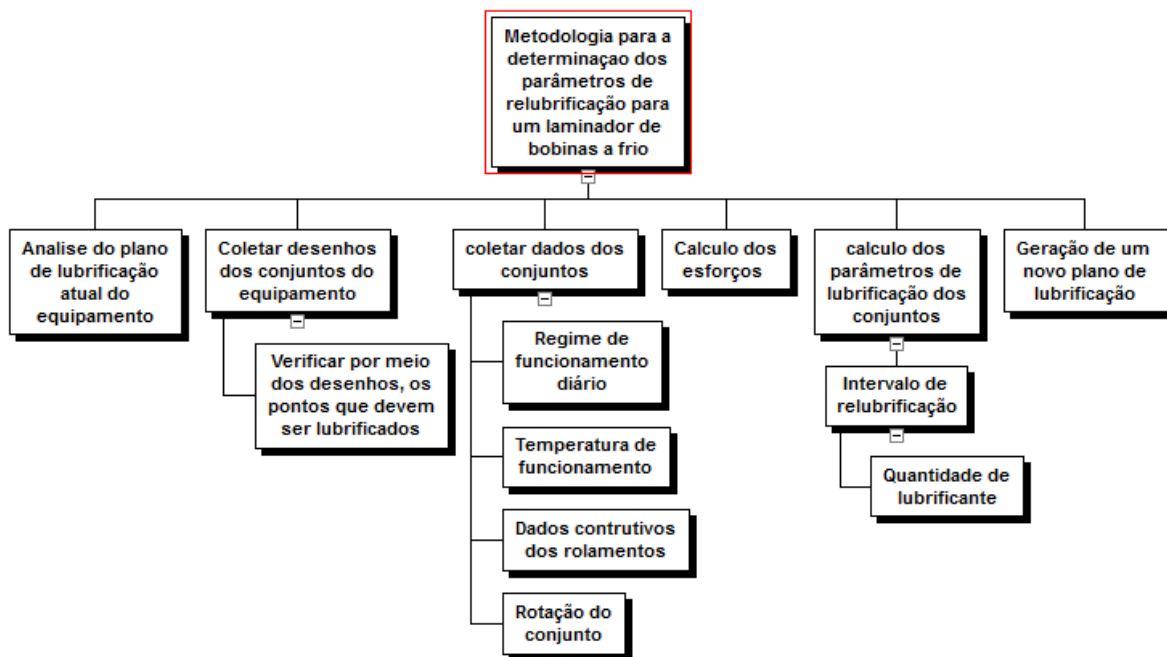 Metodologia para a
determinaçao dos
parâmetros de
relubrificação para
um laminador de
bobinas a frio
Analise do plano
de lubrificação
atual do
equipamento
Coletar desenhos
dos conjuntos do
equipamento
Verificar por meio
dos desenhos, os
pontos que devem
ser lubrificados
coletar dados dos
conjuntos
Regime de
funcionamento
diário
Temperatura de
funcionamento
Dados contrutivos
dos rolamentos
Rotação do
conjunto
Calculo dos
esforços
calculo dos
parâmetros de
lubrificação dos
conjuntos
Intervalo de
relubrificação
Quantidade de
lubrificante
Geração de um
novo plano de
lubrificação